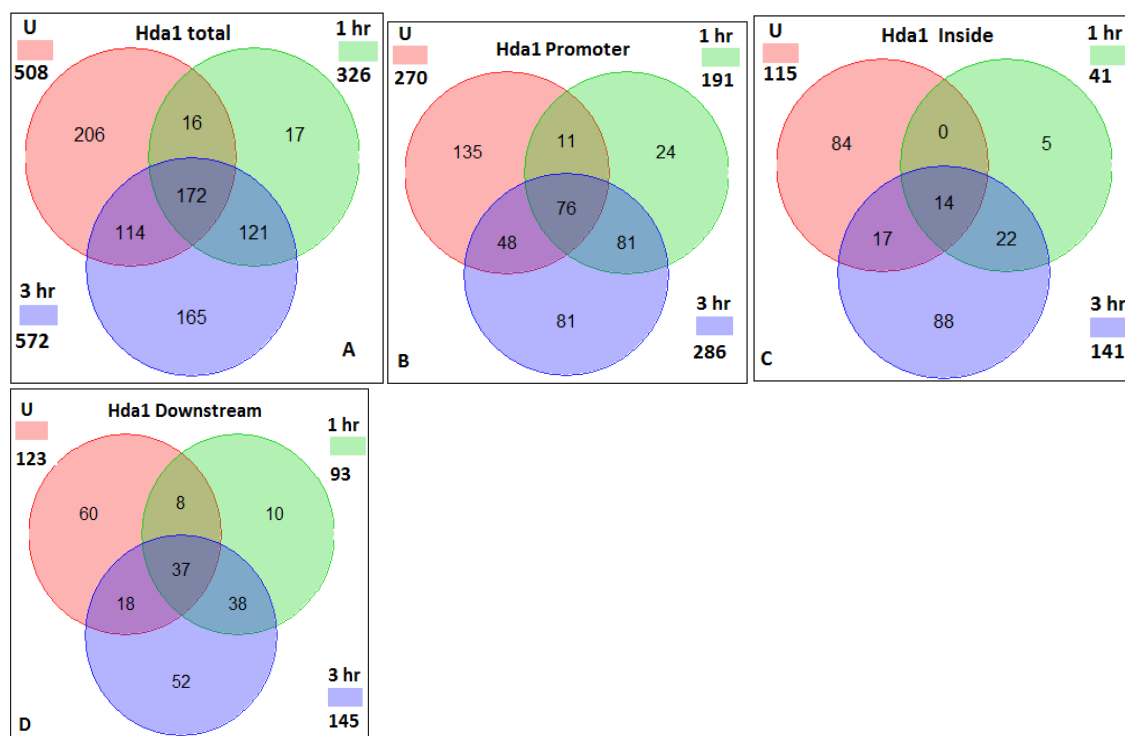 Hda1 total
U
508
1 hr
326
206
16
17
172
114
121
165
3 hr
572
A
Hda1 Promoter
U
270
1 hr
191
135
11
24
76
48
81
81
3 hr
286
B
Hda1 Inside
U
115
1 hr
41
84
0
5
14
17
22
88
3 hr
141
C
Hda1 Downstream
U
123
1 hr
93
60
8
10
37
18
38
52
3 hr
145
D